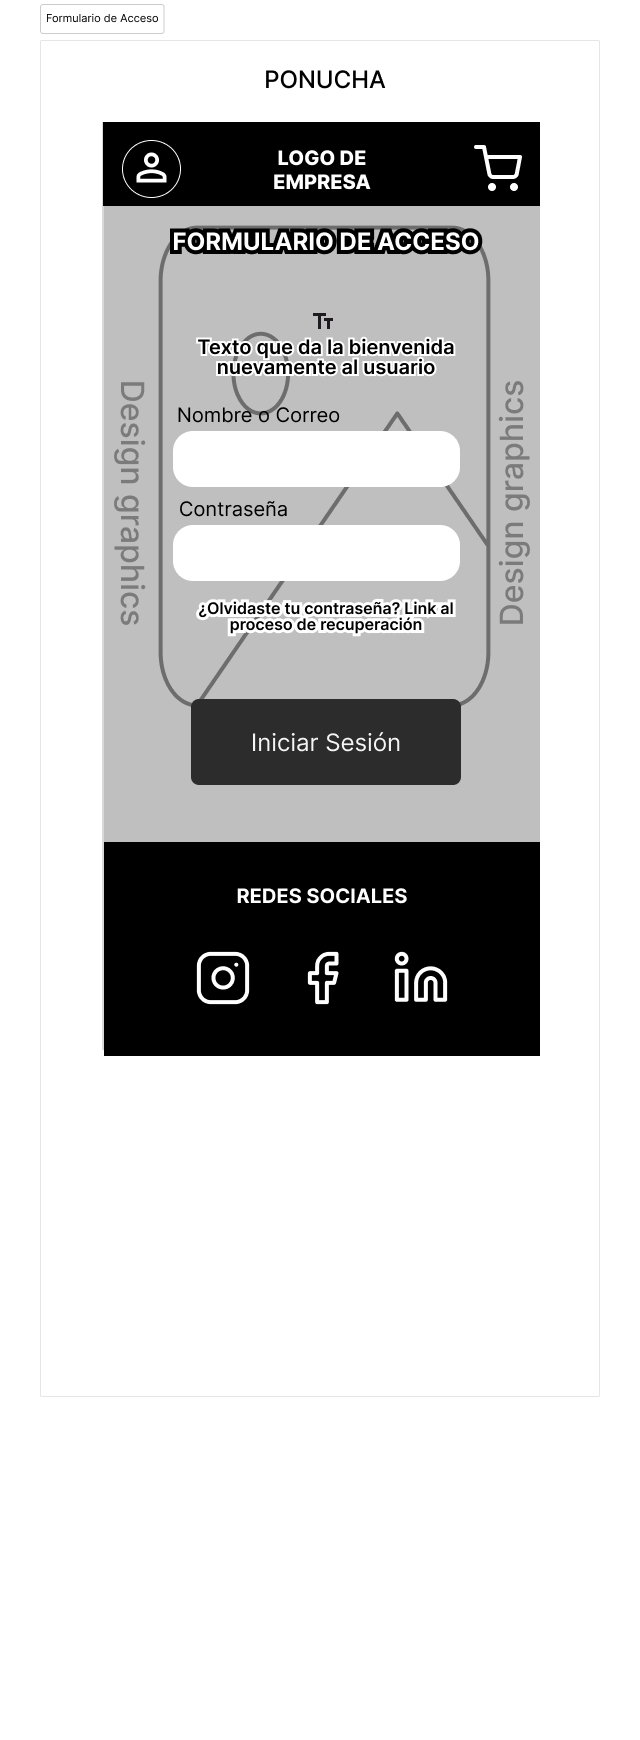 Formulario de Acceso
PONUCHA
LOGO DE
EMPRESA
FORMULARIO DE ACCESO
Tт
Texto que da la bienvenida
nuevamente al usuario
Design graphics
Design graphics
Nombre o Correo
Contraseña
¿Olvidaste tu contraseña? Link al
proceso de recuperación
Iniciar Sesión
REDES SOCIALES